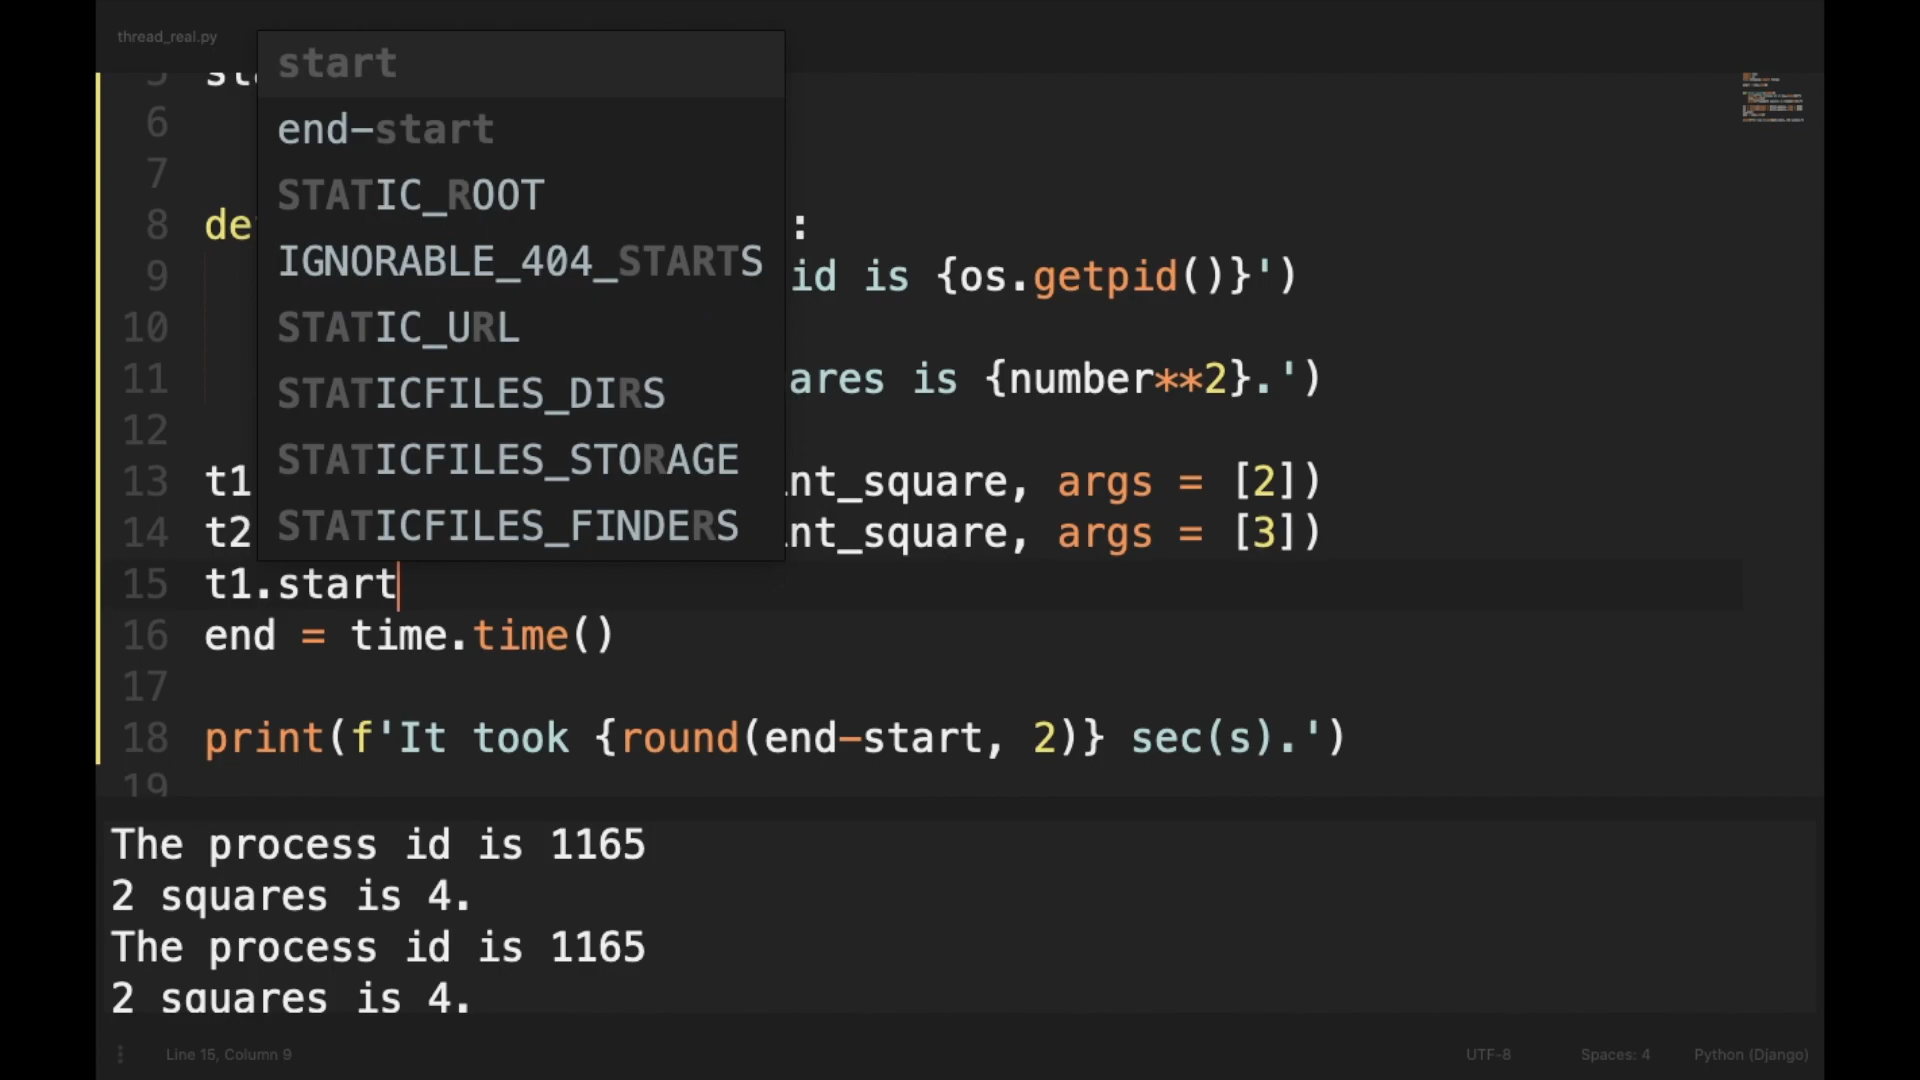 thread_real.py
start
5 sta
end-start
6
7
STATIC_ROOT
8 de :
IGNORABLE_404_STARTS
9 id is {os.getpid()}')
10
STATIC_URL
11 ares is {number**2}.')
STATICFILES_DIRS
12
STATICFILES_STORAGE
13 t1 nt_square, args = [2])
STATICFILES_FINDERS
14 t2 nt_square, args = [3])
15 t1.start
16 end = time.time()
17
18 print(f'It took {round(end-start, 2)} sec(s).')
19
The process id is 1165
2 squares is 4.
The process id is 1165
2 squares is 4.
Line 15, Column 9
UTF-8
Spaces: 4
Python (Django)